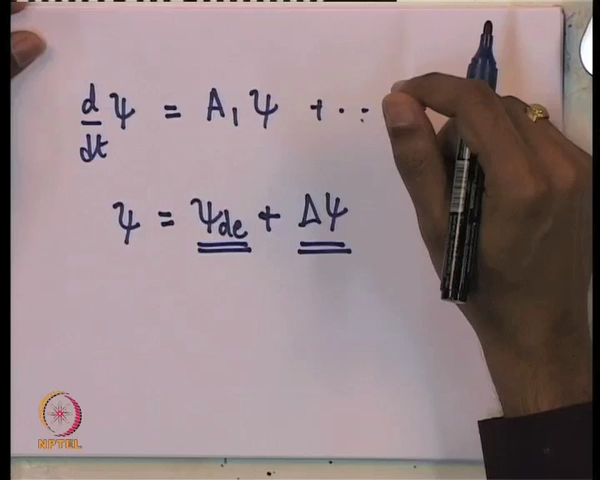 d/dt ψ = A₁ ψ + ...
ψ = ψde + Δψ
NPTEL